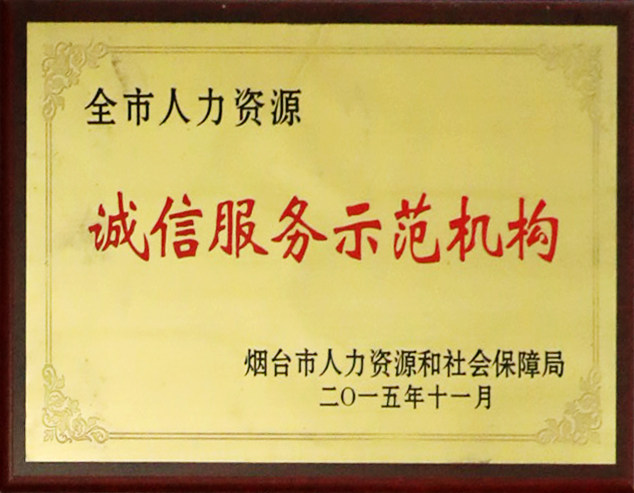 全市人力资源
诚信服务示范机构
烟台市人力资源和社会保障局
二〇一五年十一月